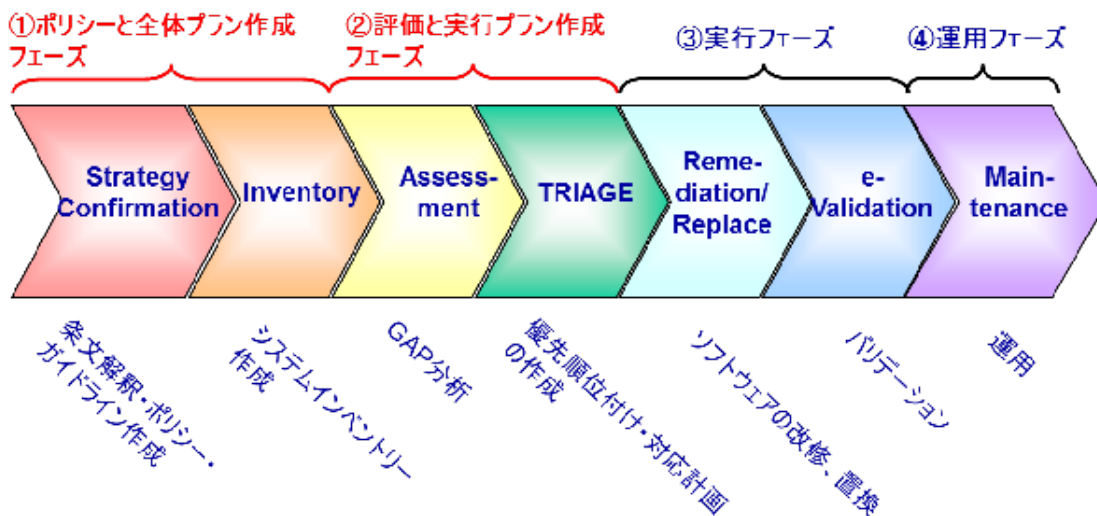 ①ポリシーと全体プラン作成
フェーズ
②評価と実行プラン作成
フェーズ
③実行フェーズ
④運用フェーズ
Strategy
Confirmation
Inventory
Assess-
ment
TRIAGE
Reme-
diation/
Replace
e-
Validation
Main-
tenance
条文解釈・ポリシー・
ガイドライン作成
システムインベントリー
作成
GAP分析
優先順位付け・対応計画
の作成
ソフトウェアの改修、置換
バリデーション
運用